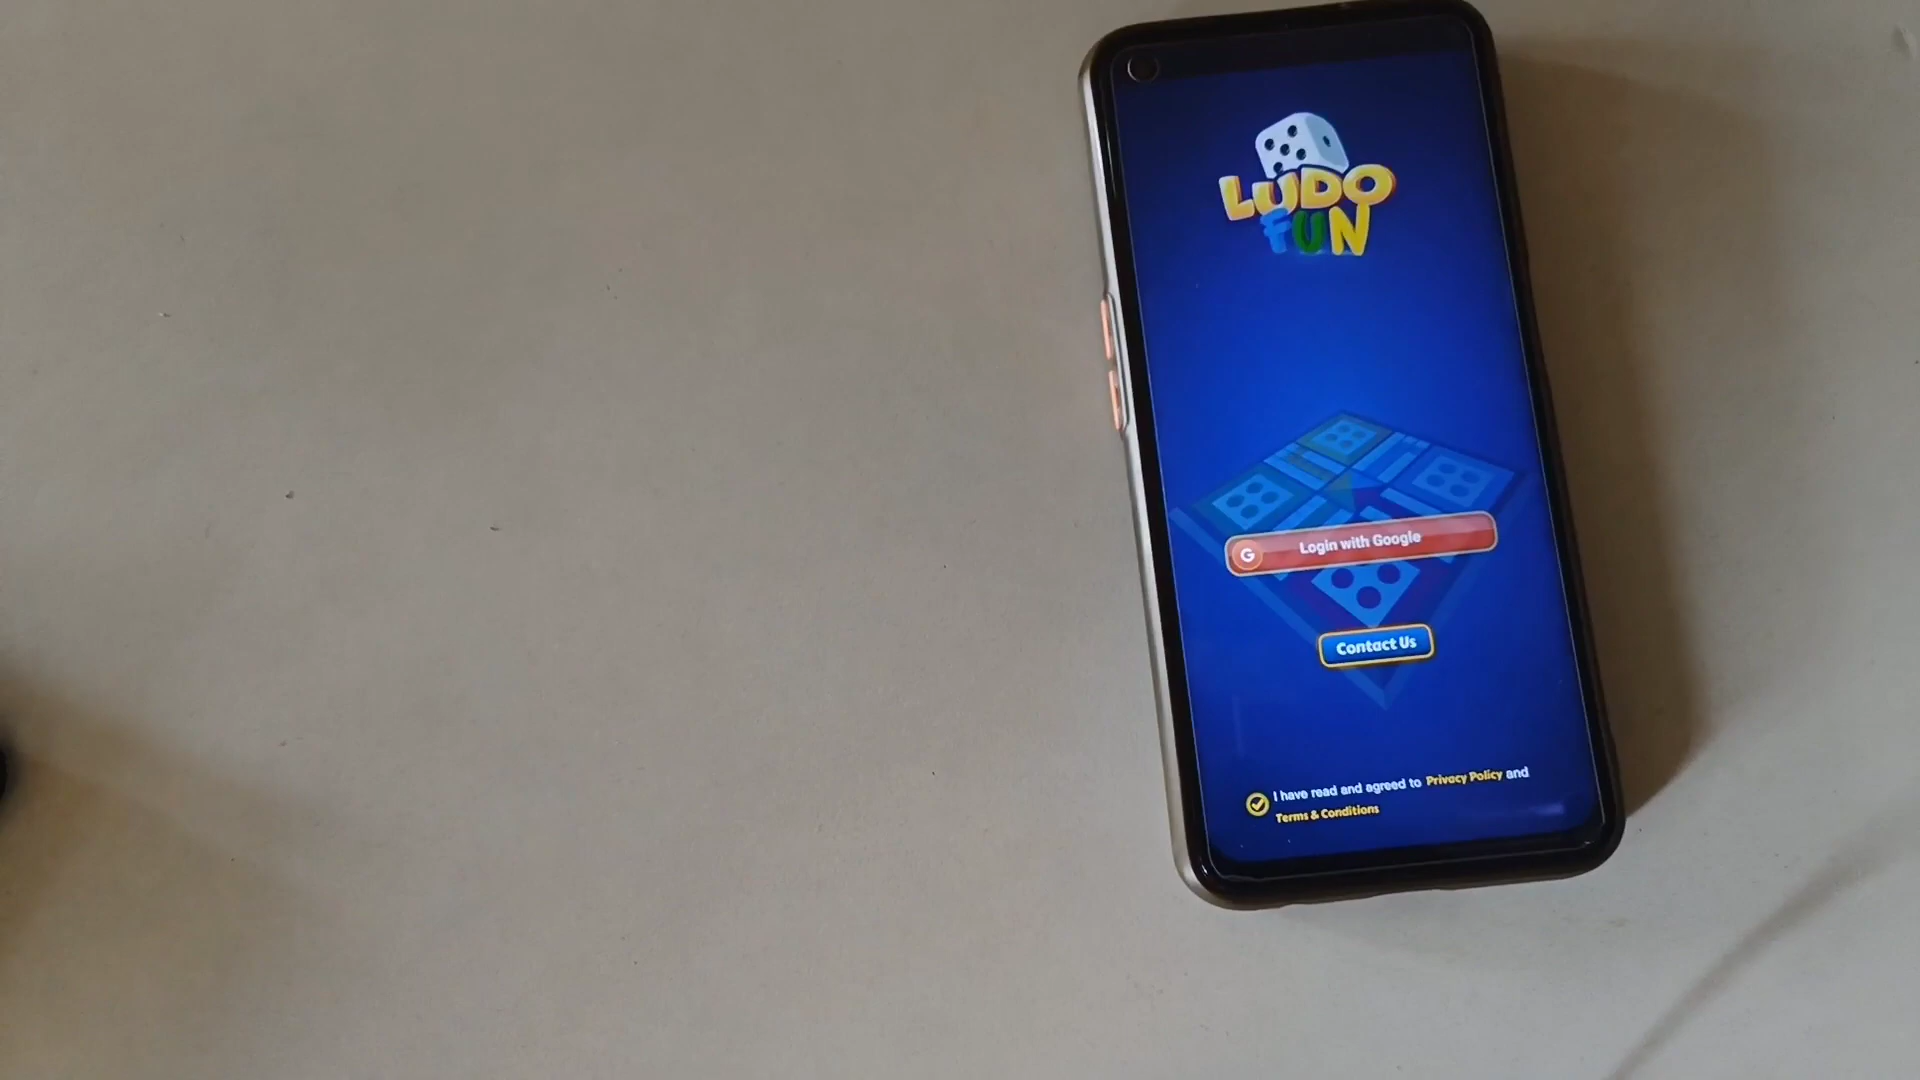 LUDO
FUN
G Login with Google
Contact Us
I have read and agreed to Privacy Policy and
Terms & Conditions